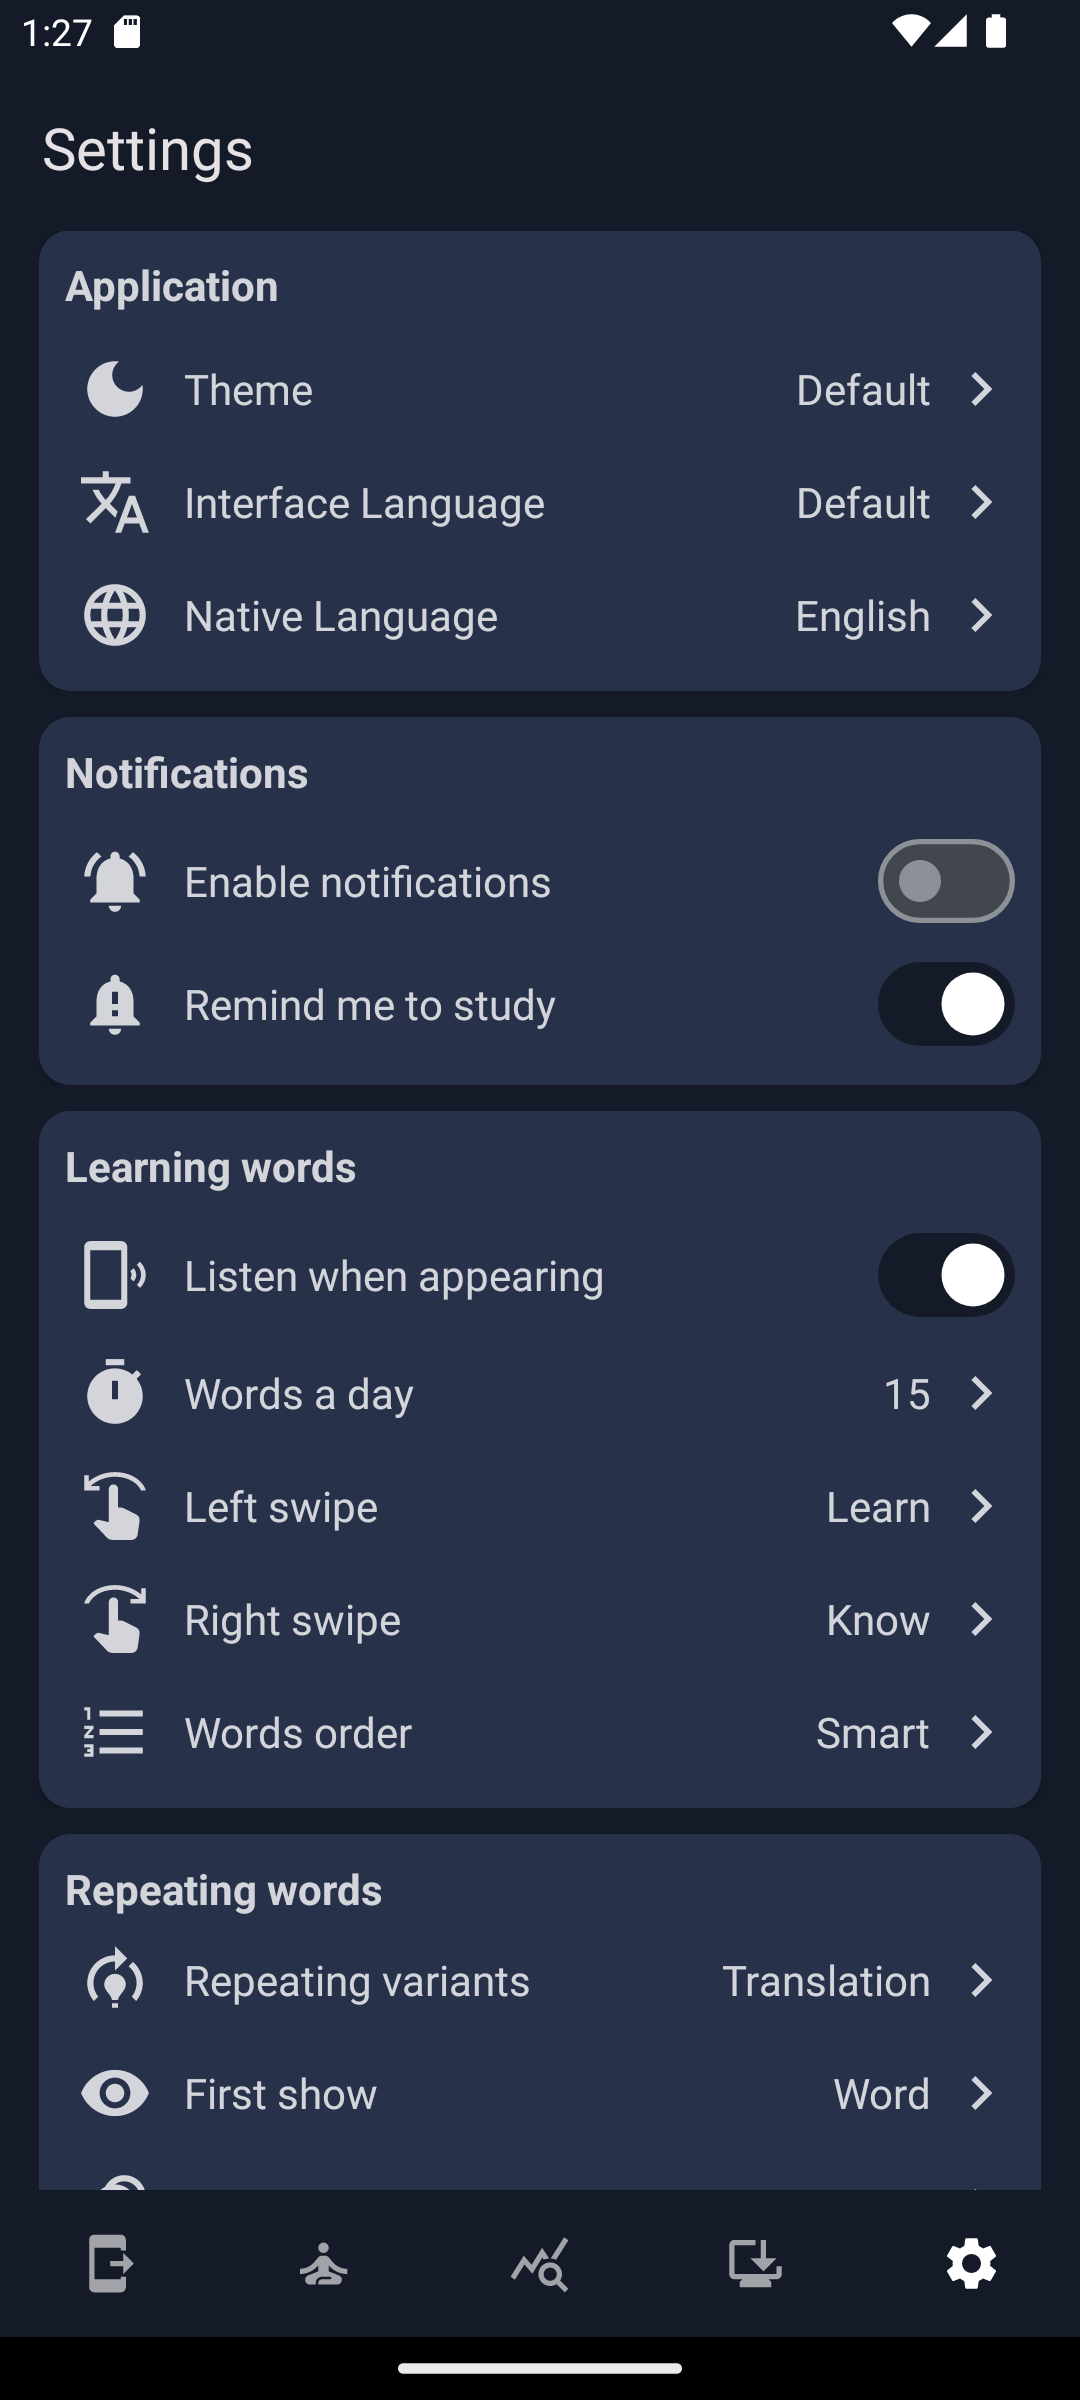 1:27
Settings
Application
Theme Default
Interface Language Default
Native Language English
Notifications
Enable notifications
Remind me to study
Learning words
Listen when appearing
Words a day 15
Left swipe Learn
Right swipe Know
Words order Smart
Repeating words
Repeating variants Translation
First show Word